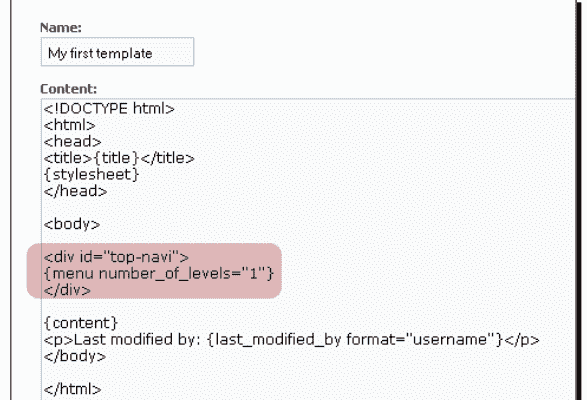 Name:
My first template
Content:
<!DOCTYPE html>
<html>
<head>
<title>{title}</title>
{stylesheet}
</head>
<body>
<div id="top-navi">
{menu number_of_levels="1"}
</div>
{content}
<p>Last modified by: {last_modified_by format="username"}</p>
</body>
</html>